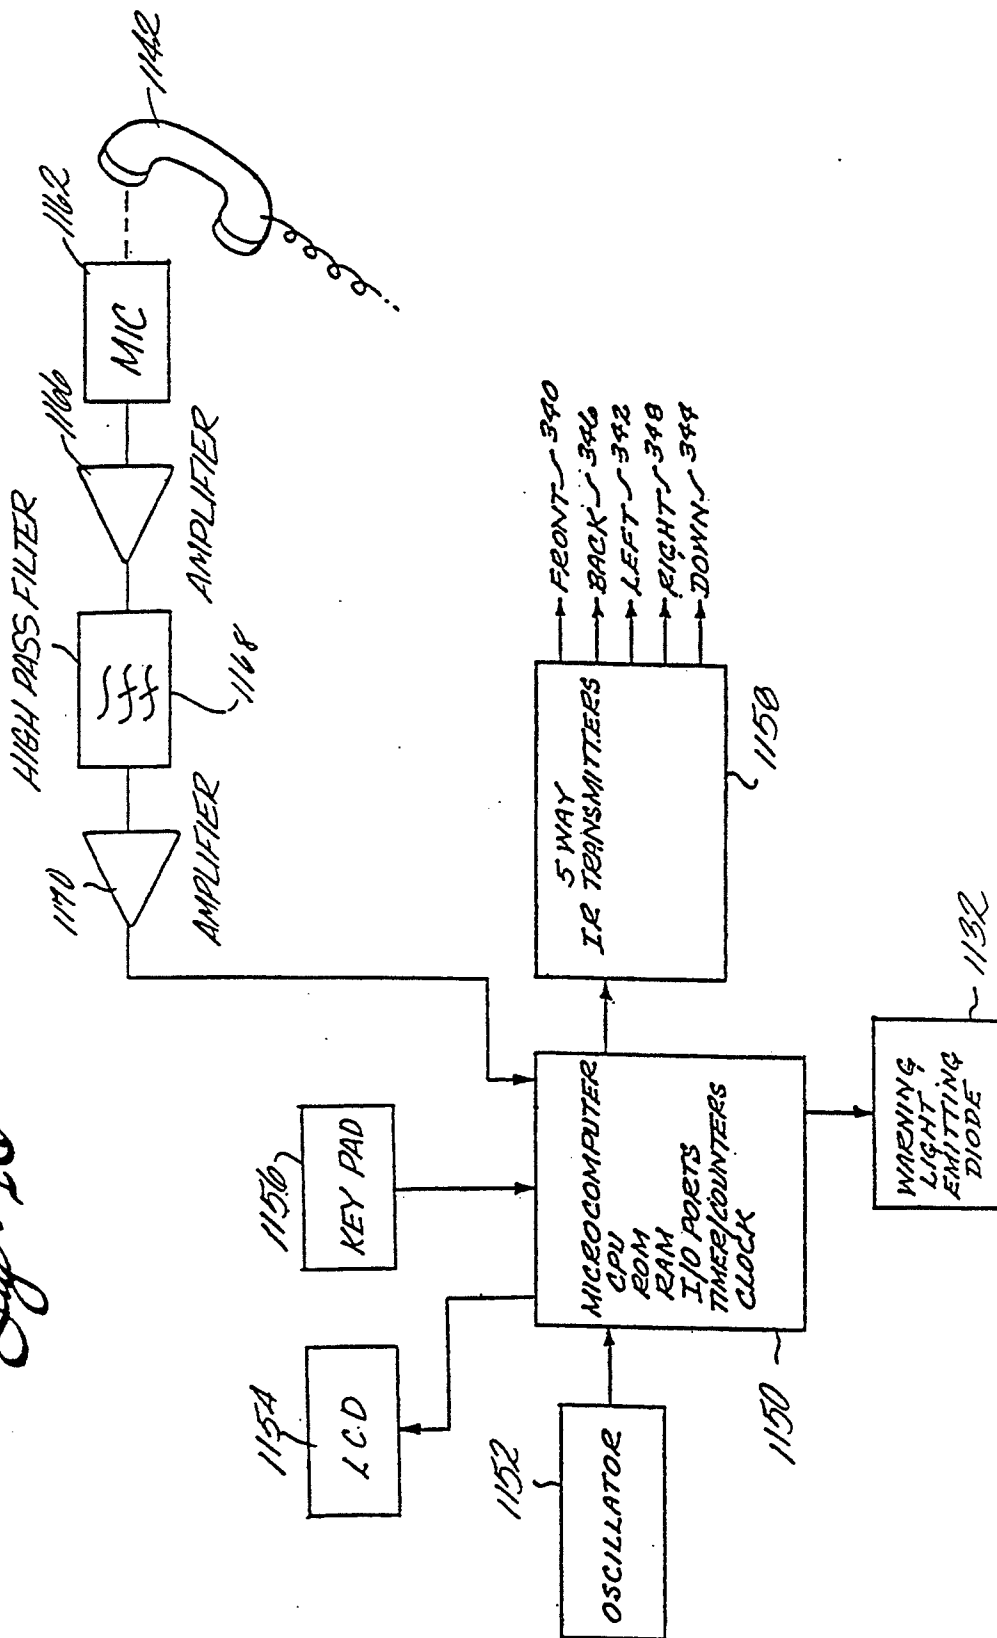 1142
1162
MIC
1166
AMPLIFIER
HIGH PASS FILTER
1168
1170
AMPLIFIER
1154
L.C.D
1156
KEY PAD
1152
OSCILLATOR
MICROCOMPUTER
CPU
ROM
RAM
I/O PORTS
TIMER/COUNTERS
CLOCK
1150
5 WAY
IR TRANSMITTERS
1158
FRONT 340
BACK 346
LEFT 342
RIGHT 348
DOWN 344
WARNING
LIGHT
EMITTING
DIODE
1132